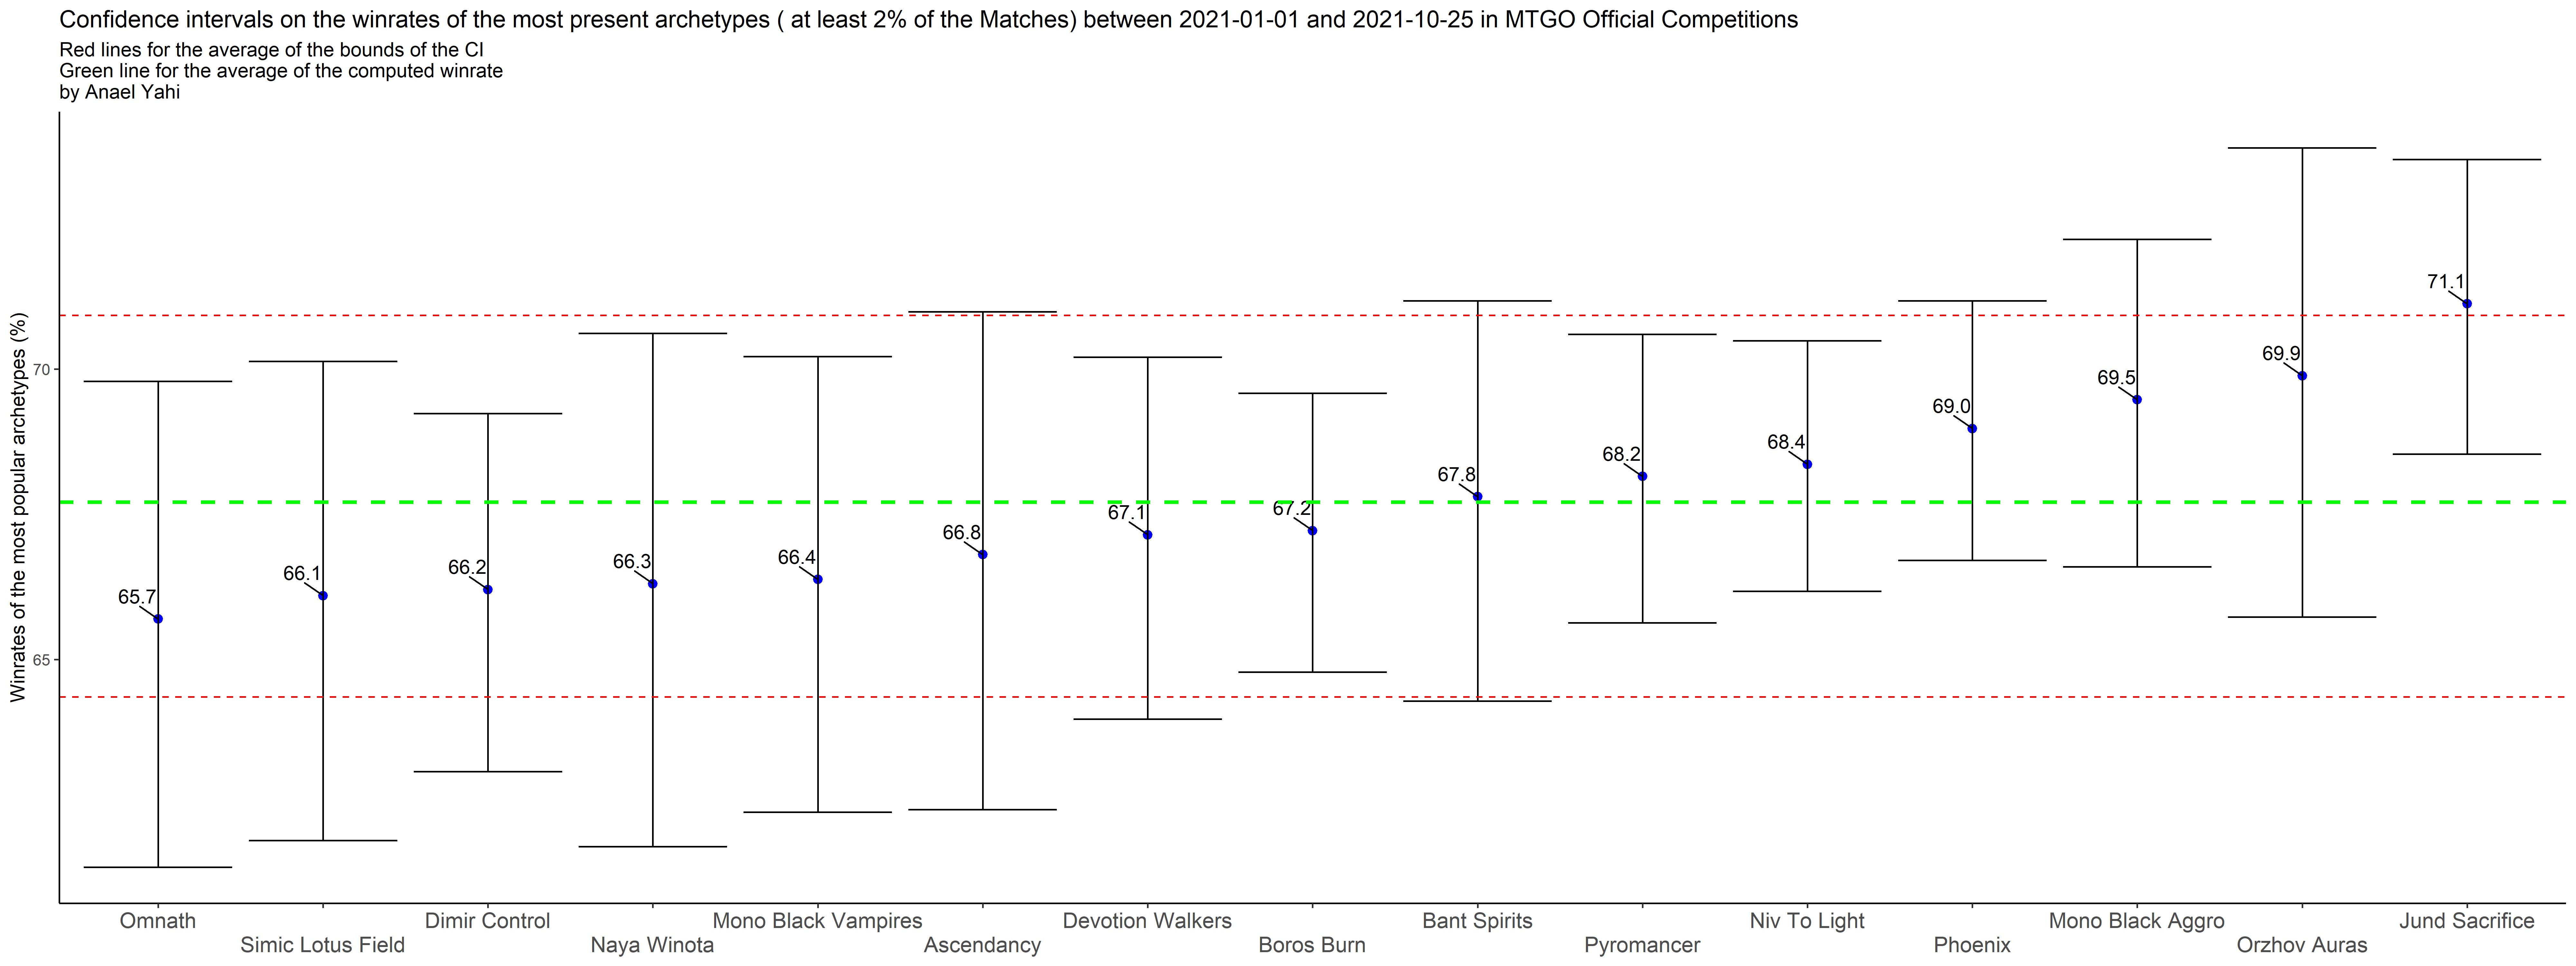 Confidence intervals on the winrates of the most present archetypes ( at least 2% of the Matches) between 2021-01-01 and 2021-10-25 in MTGO Official Competitions
Red lines for the average of the bounds of the CI
Green line for the average of the computed winrate
by Anael Yahi
Winrates of the most popular archetypes (%)
70
65
65.7
66.1
66.2
66.3
66.4
66.8
67.1
67.2
67.8
68.2
68.4
69.0
69.5
69.9
71.1
Omnath
Simic Lotus Field
Dimir Control
Naya Winota
Mono Black Vampires
Ascendancy
Devotion Walkers
Boros Burn
Bant Spirits
Pyromancer
Niv To Light
Phoenix
Mono Black Aggro
Orzhov Auras
Jund Sacrifice